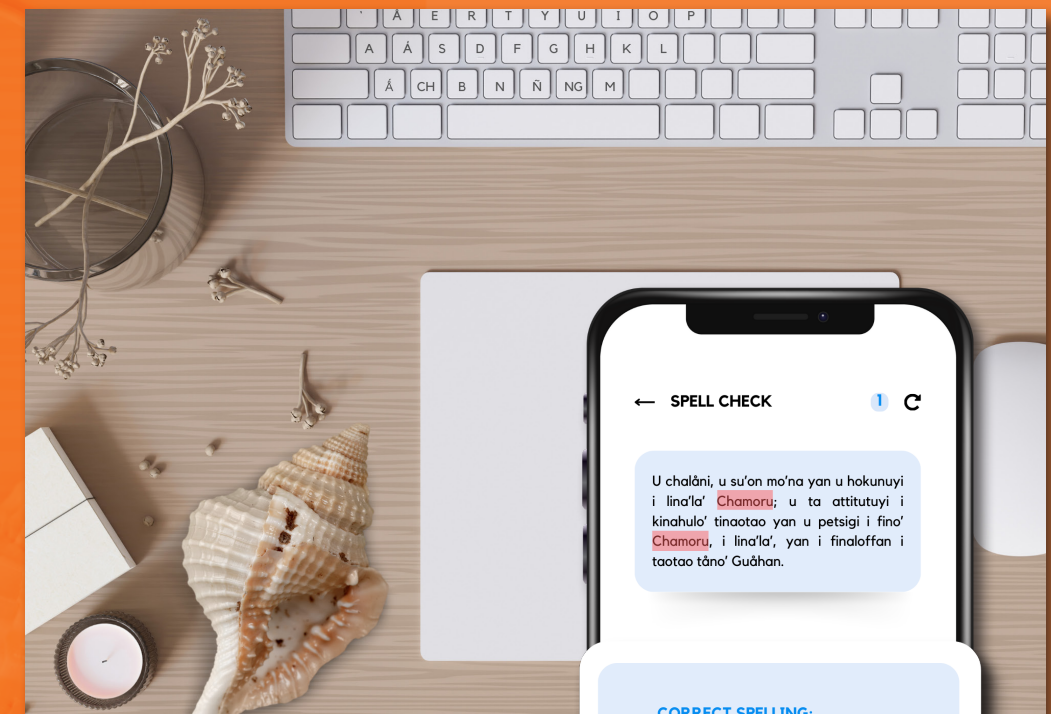 ' Å E R T Y U I O P
A Á S D F G H K L
Á CH B N Ñ NG M
SPELL CHECK 1
U chalåni, u su'on mo'na yan u hokunuyi
i lina'la' Chamoru; u ta attitutuyi i
kinahulo' tinaotao yan u petsigi i fino'
Chamoru, i lina'la', yan i finaloffan i
taotao tåno' Guåhan.
CORRECT SPELLING: